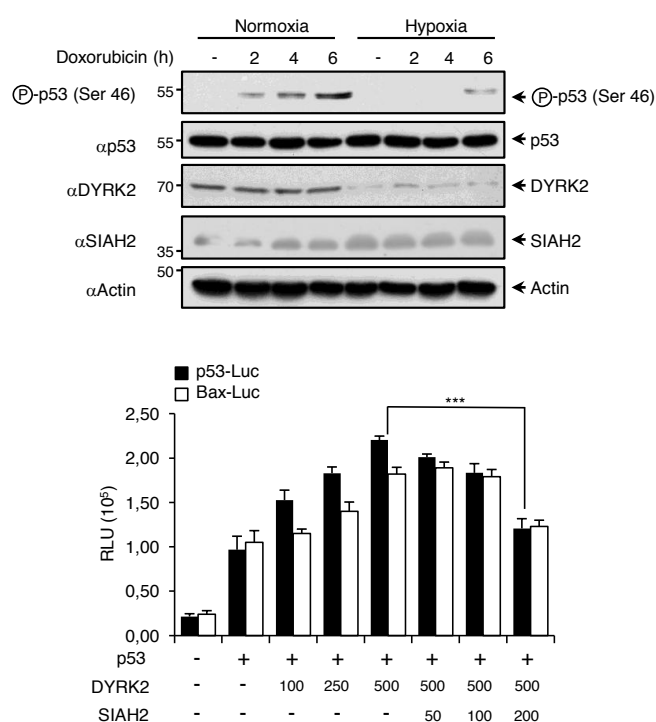 Normoxia Hypoxia
Doxorubicin (h) - 2 4 6 - 2 4 6
Ⓟ-p53 (Ser 46) 55 Ⓟ-p53 (Ser 46)
αp53 55 p53
αDYRK2 70 DYRK2
αSIAH2 35 SIAH2
50
αActin Actin
p53-Luc
Bax-Luc
***
2,50
2,00
1,50
1,00
0,50
0,00
RLU (10⁵)
p53 - + + + + + + +
DYRK2 - - 100 250 500 500 500 500
SIAH2 - - - - - 50 100 200